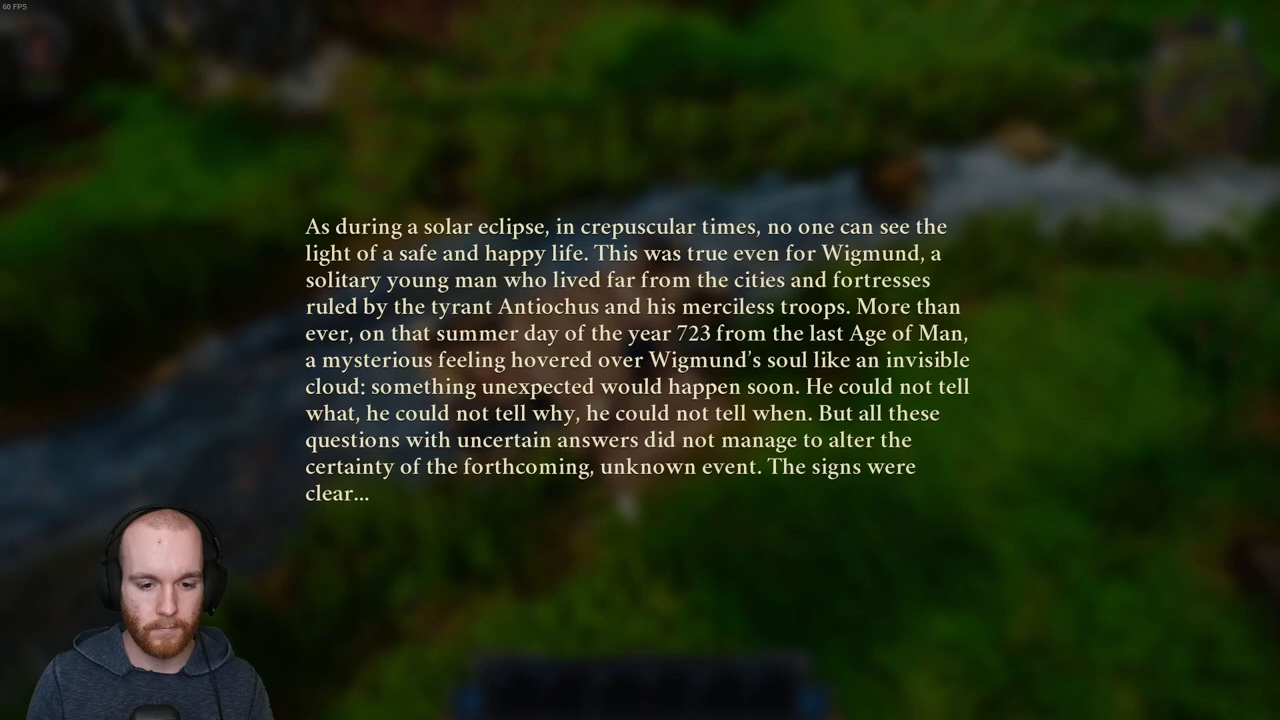 60 FPS
As during a solar eclipse, in crepuscular times, no one can see the
light of a safe and happy life. This was true even for Wigmund, a
solitary young man who lived far from the cities and fortresses
ruled by the tyrant Antiochus and his merciless troops. More than
ever, on that summer day of the year 723 from the last Age of Man,
a mysterious feeling hovered over Wigmund's soul like an invisible
cloud: something unexpected would happen soon. He could not tell
what, he could not tell why, he could not tell when. But all these
questions with uncertain answers did not manage to alter the
certainty of the forthcoming, unknown event. The signs were
clear...